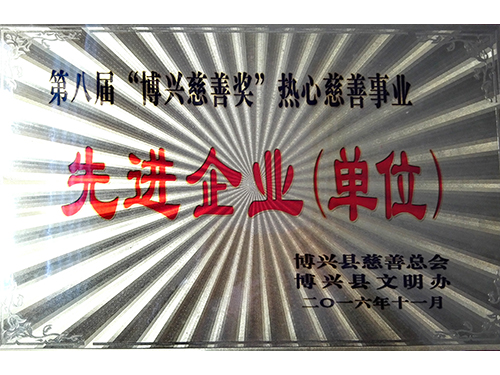 第八届“博兴慈善奖”热心慈善事业
先进企业(单位)
博兴县慈善总会
博兴县文明办
二〇一六年十一月